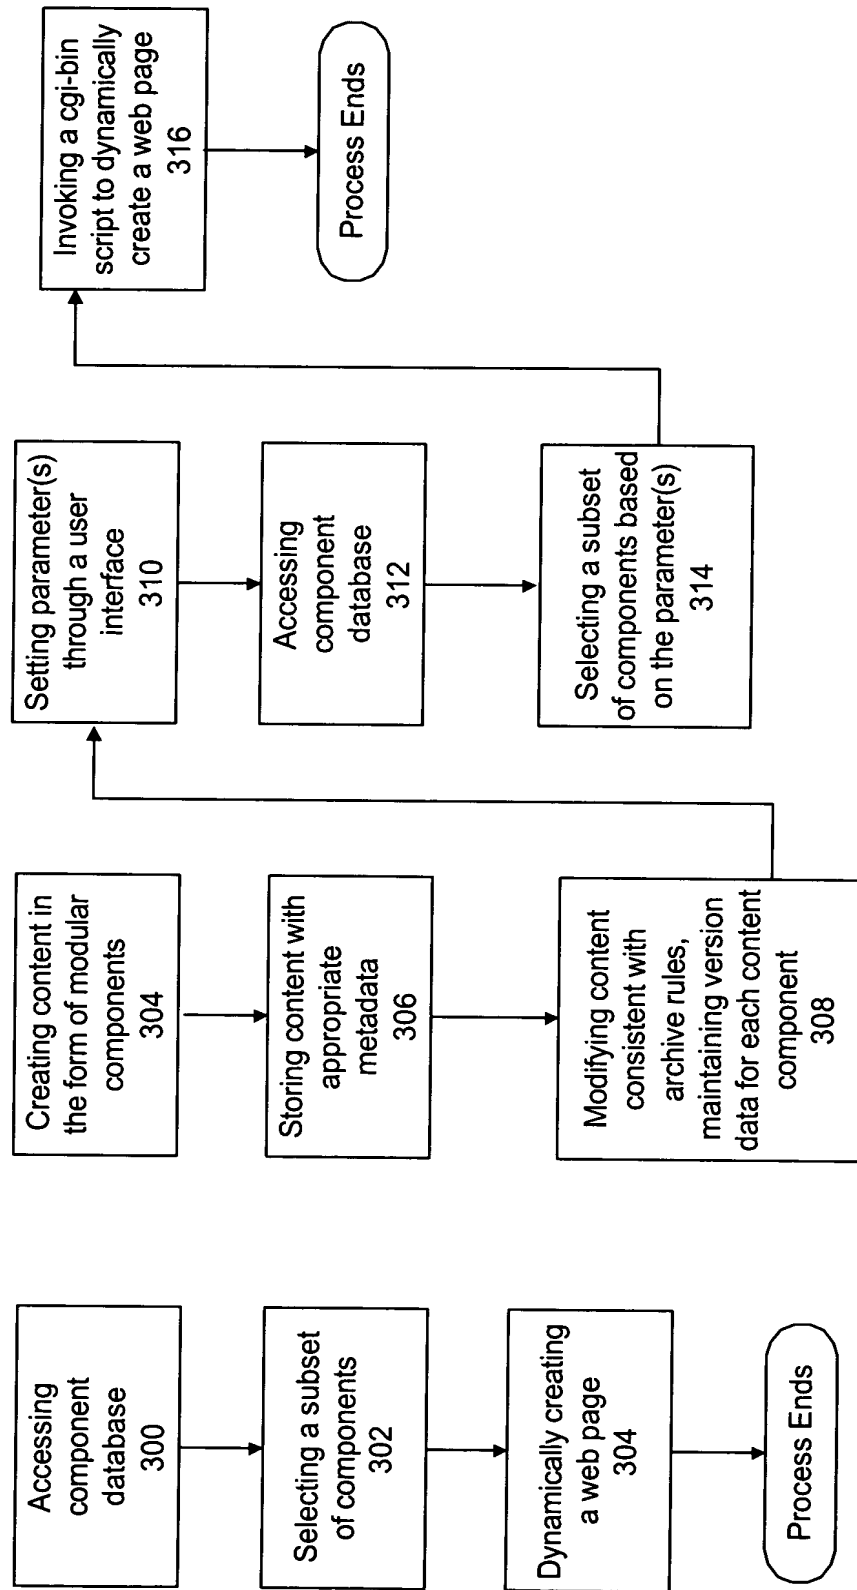 Accessing
component
database
300
Selecting a subset
of components
302
Dynamically creating
a web page
304
Process Ends
Creating content in
the form of modular
components
304
Storing content with
appropriate
metadata
306
Modifying content
consistent with
archive rules,
maintaining version
data for each content
component
308
Setting parameter(s)
through a user
interface
310
Accessing
component
database
312
Selecting a subset
of components based
on the parameter(s)
314
Invoking a cgi-bin
script to dynamically
create a web page
316
Process Ends